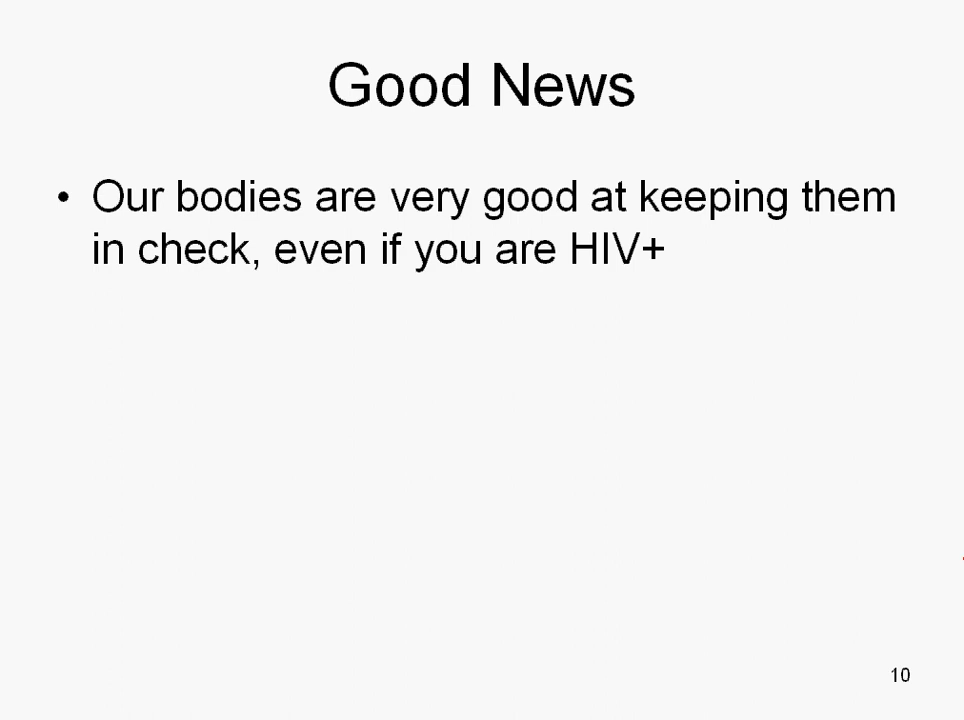 Good News
• Our bodies are very good at keeping them
in check, even if you are HIV+
10